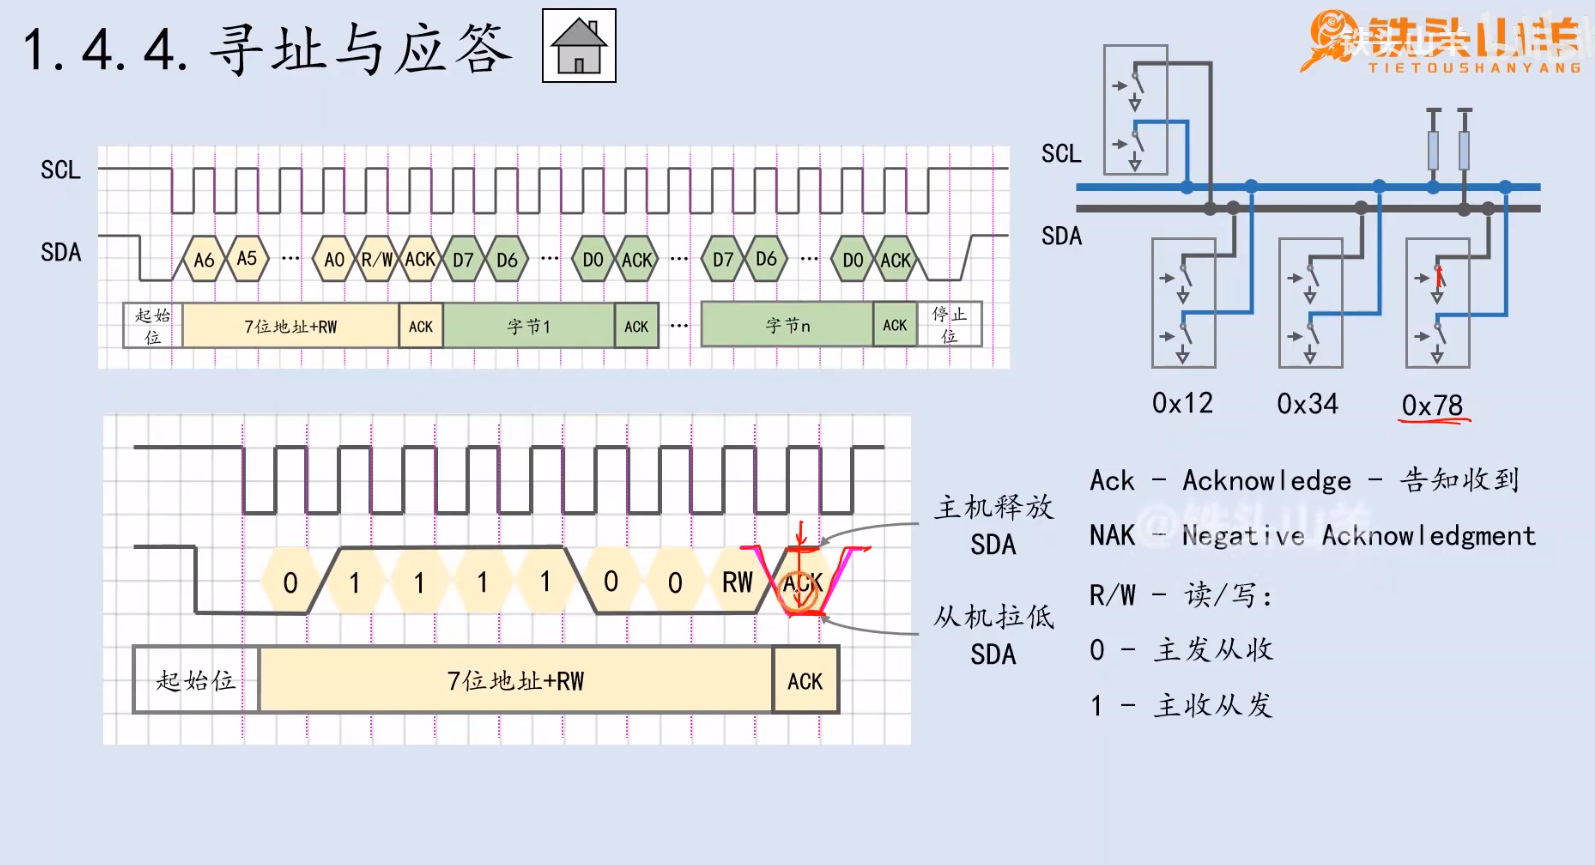 1.4.4.寻址与应答
铁头山羊
TIETOUSHANYANG
SCL
SDA
A6 A5 ··· A0 R/W ACK D7 D6 ··· D0 ACK ··· D7 D6 ··· D0 ACK
起始位 7位地址+RW ACK 字节1 ACK ··· 字节n ACK 停止位
SCL
SDA
0x12 0x34 0x78
0 1 1 1 1 0 0 RW ACK
起始位 7位地址+RW ACK
主机释放
SDA
从机拉低
SDA
Ack - Acknowledge - 告知收到
@铁头山羊
NAK - Negative Acknowledgment
R/W - 读/写:
0 - 主发从收
1 - 主收从发